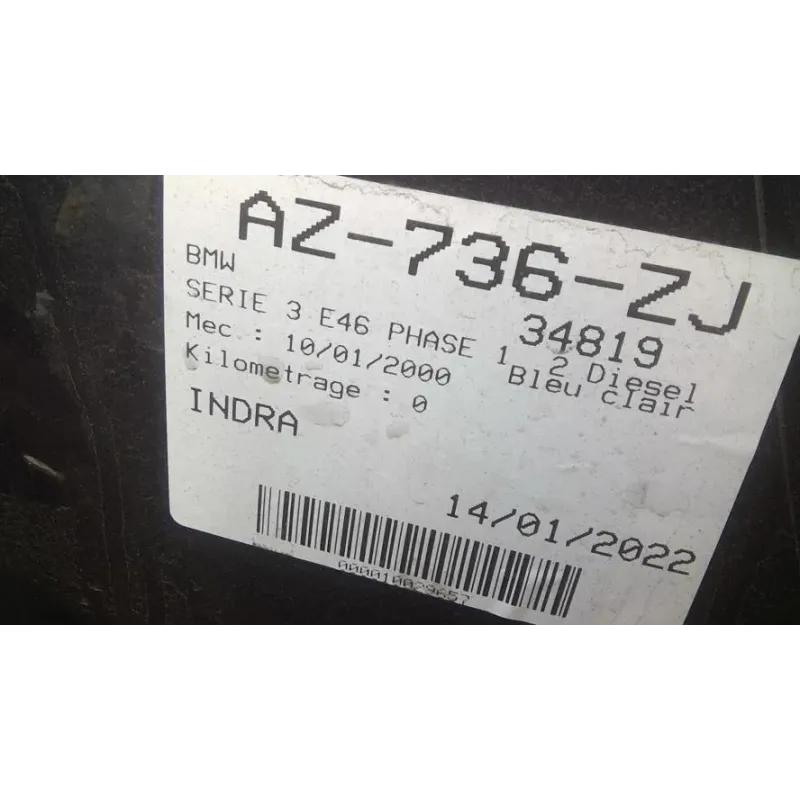 AZ-736-ZJ
BMW
34819
SERIE 3 E46 PHASE 1 2 Diesel
Mec : 10/01/2000 Bleu clair
Kilometrage : 0
INDRA
14/01/2022
000010029657